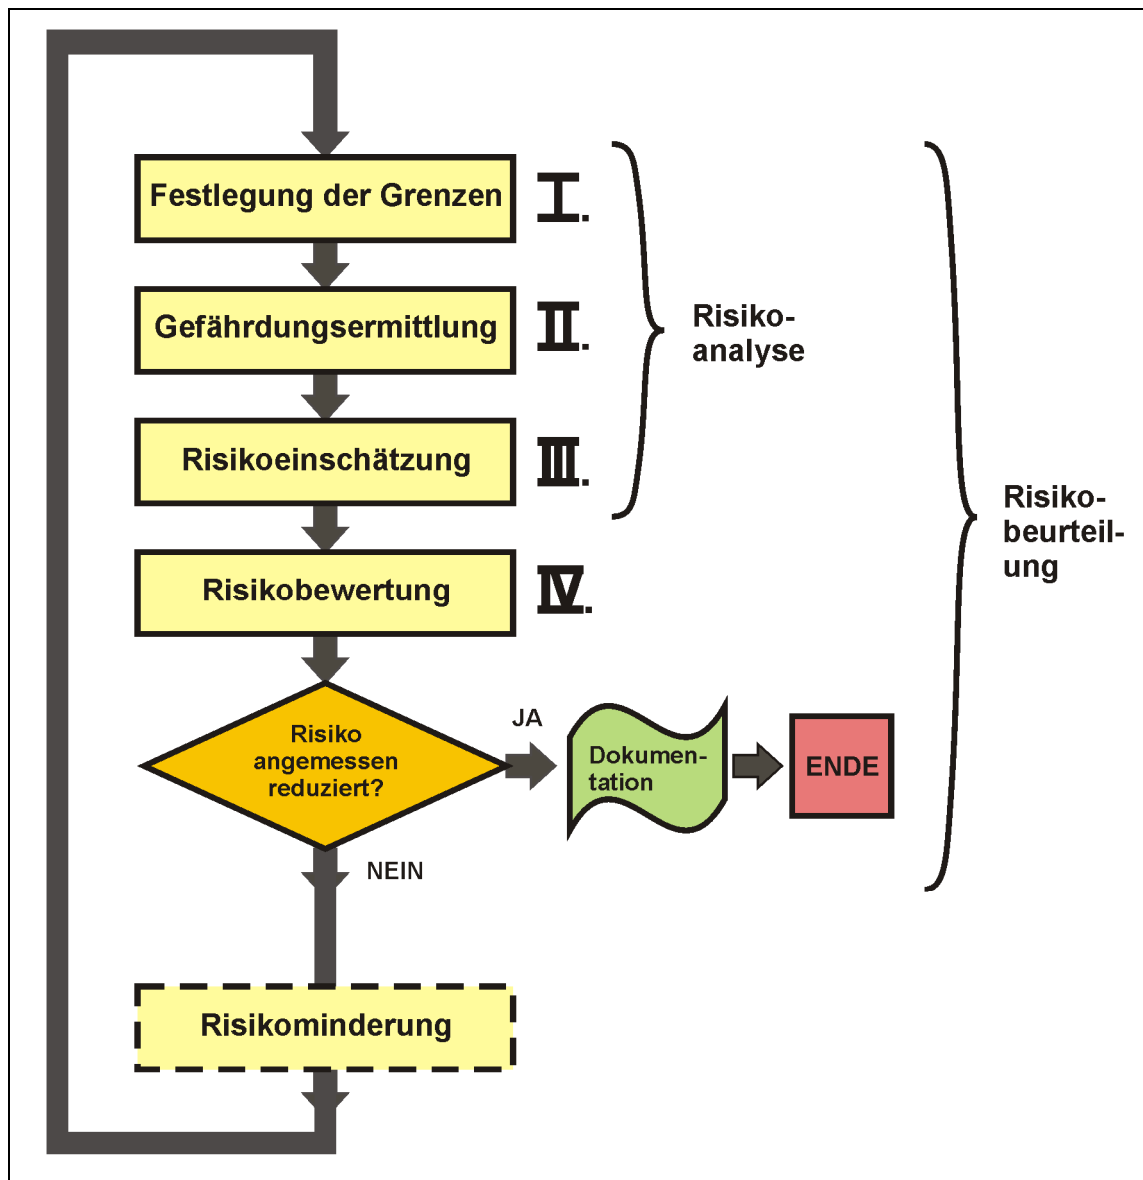 Festlegung der Grenzen
I.
Gefährdungsermittlung
II.
Risiko-
analyse
Risikoeinschätzung
III.
Risiko-
beurteil-
ung
Risikobewertung
IV.
Risiko
angemessen
reduziert?
JA
Dokumen-
tation
ENDE
NEIN
Risikominderung